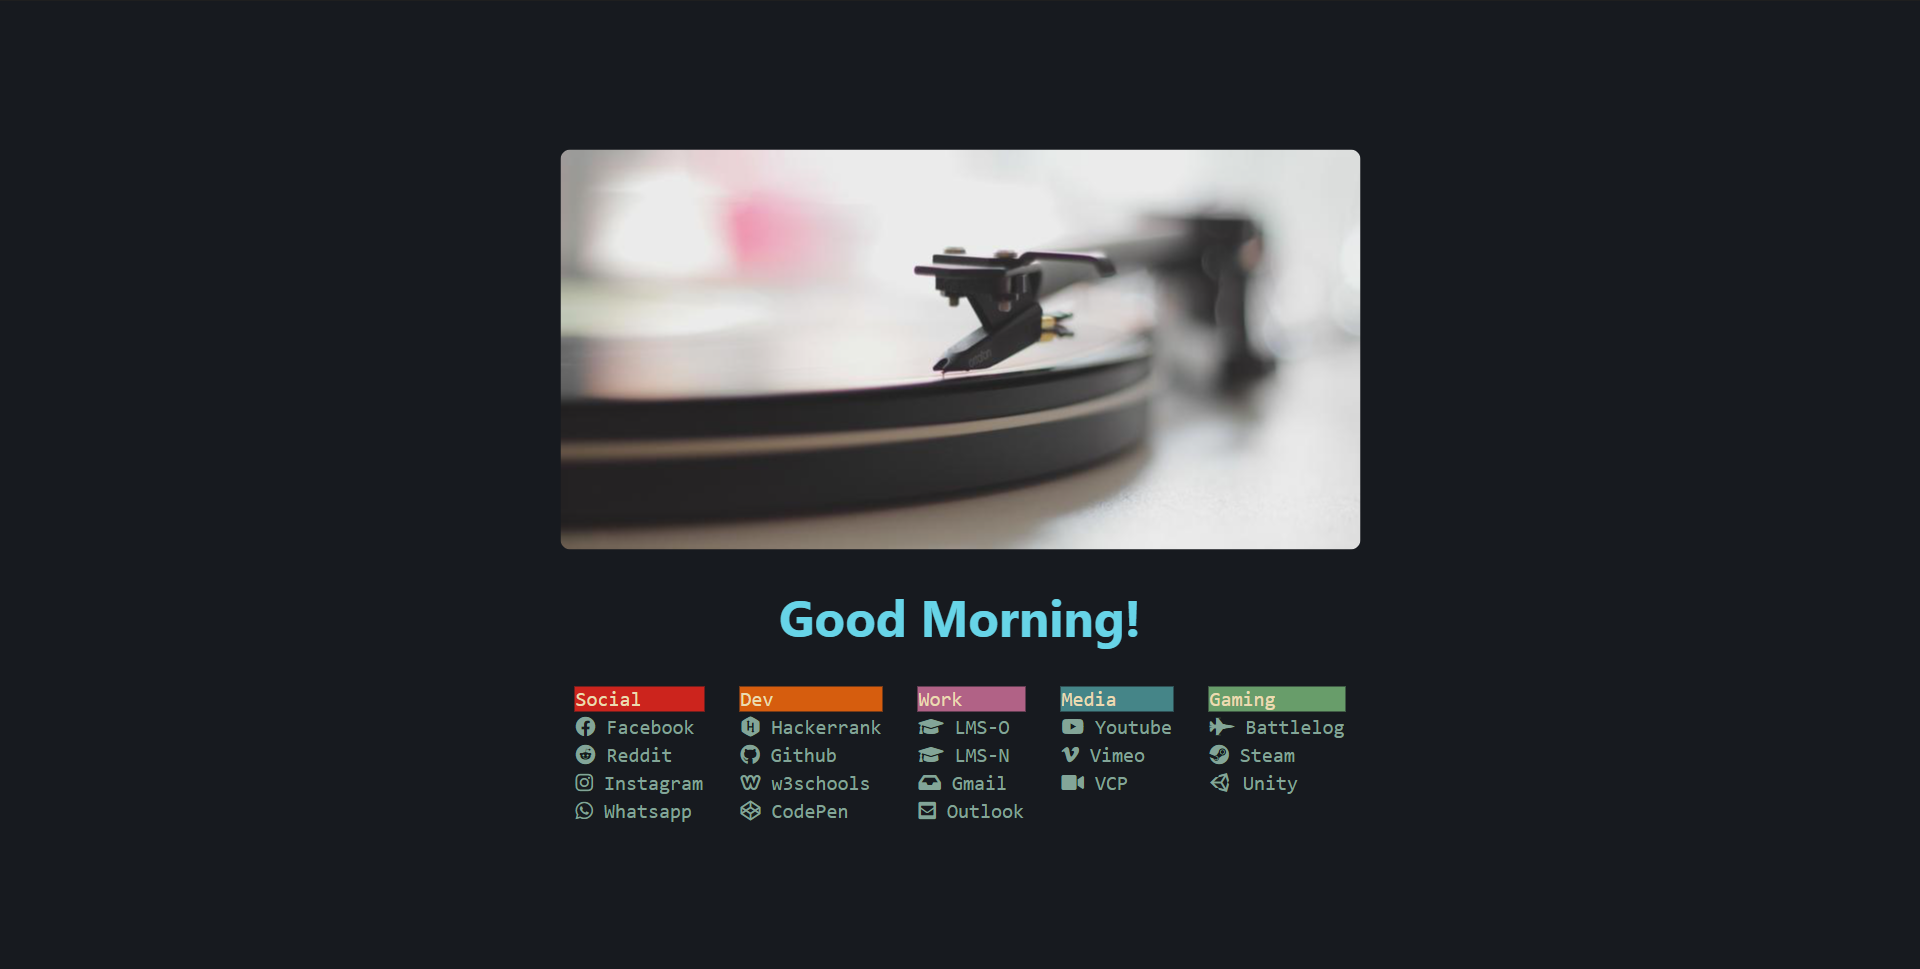 Good Morning!
Social
Facebook
Reddit
Instagram
Whatsapp
Dev
Hackerrank
Github
w3schools
CodePen
Work
LMS-O
LMS-N
Gmail
Outlook
Media
Youtube
Vimeo
VCP
Gaming
Battlelog
Steam
Unity